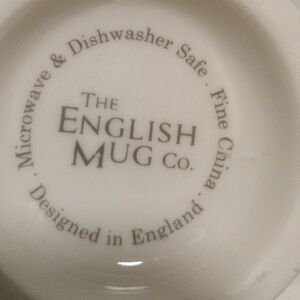 Microwave & Dishwasher Safe · Fine China ·
Designed in England ·
THE
ENGLISH
MUG CO.